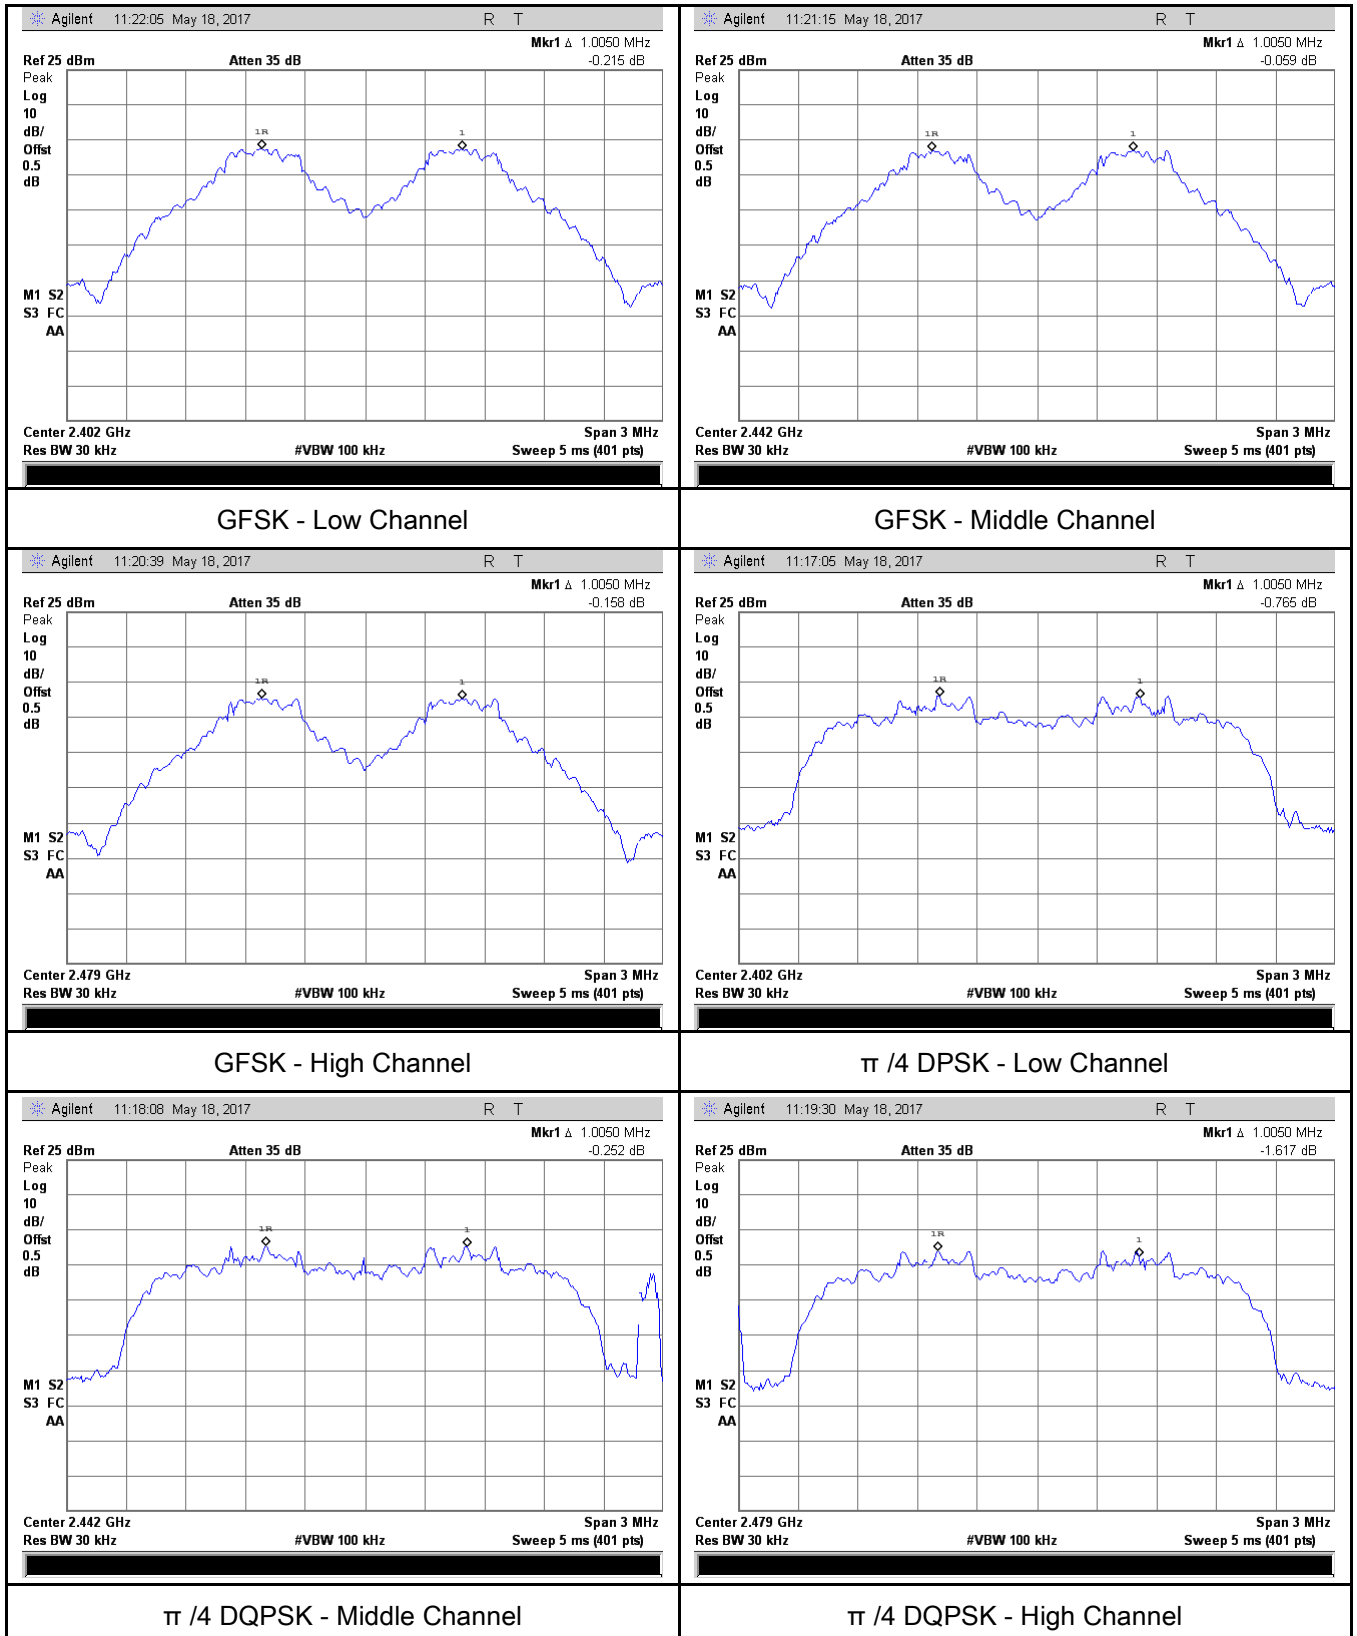 Agilent 11:22:05 May 18, 2017 R T
Mkr1 Δ 1.0050 MHz
Ref 25 dBm Atten 35 dB -0.215 dB
Peak
Log
10
dB/
Offst
0.5
dB
1R 1
M1 S2
S3 FC
AA
Center 2.402 GHz Span 3 MHz
Res BW 30 kHz #VBW 100 kHz Sweep 5 ms (401 pts)
GFSK - Low Channel
Agilent 11:21:15 May 18, 2017 R T
Mkr1 Δ 1.0050 MHz
Ref 25 dBm Atten 35 dB -0.059 dB
Peak
Log
10
dB/
Offst
0.5
dB
1R 1
M1 S2
S3 FC
AA
Center 2.442 GHz Span 3 MHz
Res BW 30 kHz #VBW 100 kHz Sweep 5 ms (401 pts)
GFSK - Middle Channel
Agilent 11:20:39 May 18, 2017 R T
Mkr1 Δ 1.0050 MHz
Ref 25 dBm Atten 35 dB -0.158 dB
Peak
Log
10
dB/
Offst
0.5
dB
1R 1
M1 S2
S3 FC
AA
Center 2.479 GHz Span 3 MHz
Res BW 30 kHz #VBW 100 kHz Sweep 5 ms (401 pts)
GFSK - High Channel
Agilent 11:17:05 May 18, 2017 R T
Mkr1 Δ 1.0050 MHz
Ref 25 dBm Atten 35 dB -0.765 dB
Peak
Log
10
dB/
Offst
0.5
dB
1R 1
M1 S2
S3 FC
AA
Center 2.402 GHz Span 3 MHz
Res BW 30 kHz #VBW 100 kHz Sweep 5 ms (401 pts)
π /4 DPSK - Low Channel
Agilent 11:18:08 May 18, 2017 R T
Mkr1 Δ 1.0050 MHz
Ref 25 dBm Atten 35 dB -0.252 dB
Peak
Log
10
dB/
Offst
0.5
dB
1R 1
M1 S2
S3 FC
AA
Center 2.442 GHz Span 3 MHz
Res BW 30 kHz #VBW 100 kHz Sweep 5 ms (401 pts)
π /4 DQPSK - Middle Channel
Agilent 11:19:30 May 18, 2017 R T
Mkr1 Δ 1.0050 MHz
Ref 25 dBm Atten 35 dB -1.617 dB
Peak
Log
10
dB/
Offst
0.5
dB
1R 1
M1 S2
S3 FC
AA
Center 2.479 GHz Span 3 MHz
Res BW 30 kHz #VBW 100 kHz Sweep 5 ms (401 pts)
π /4 DQPSK - High Channel